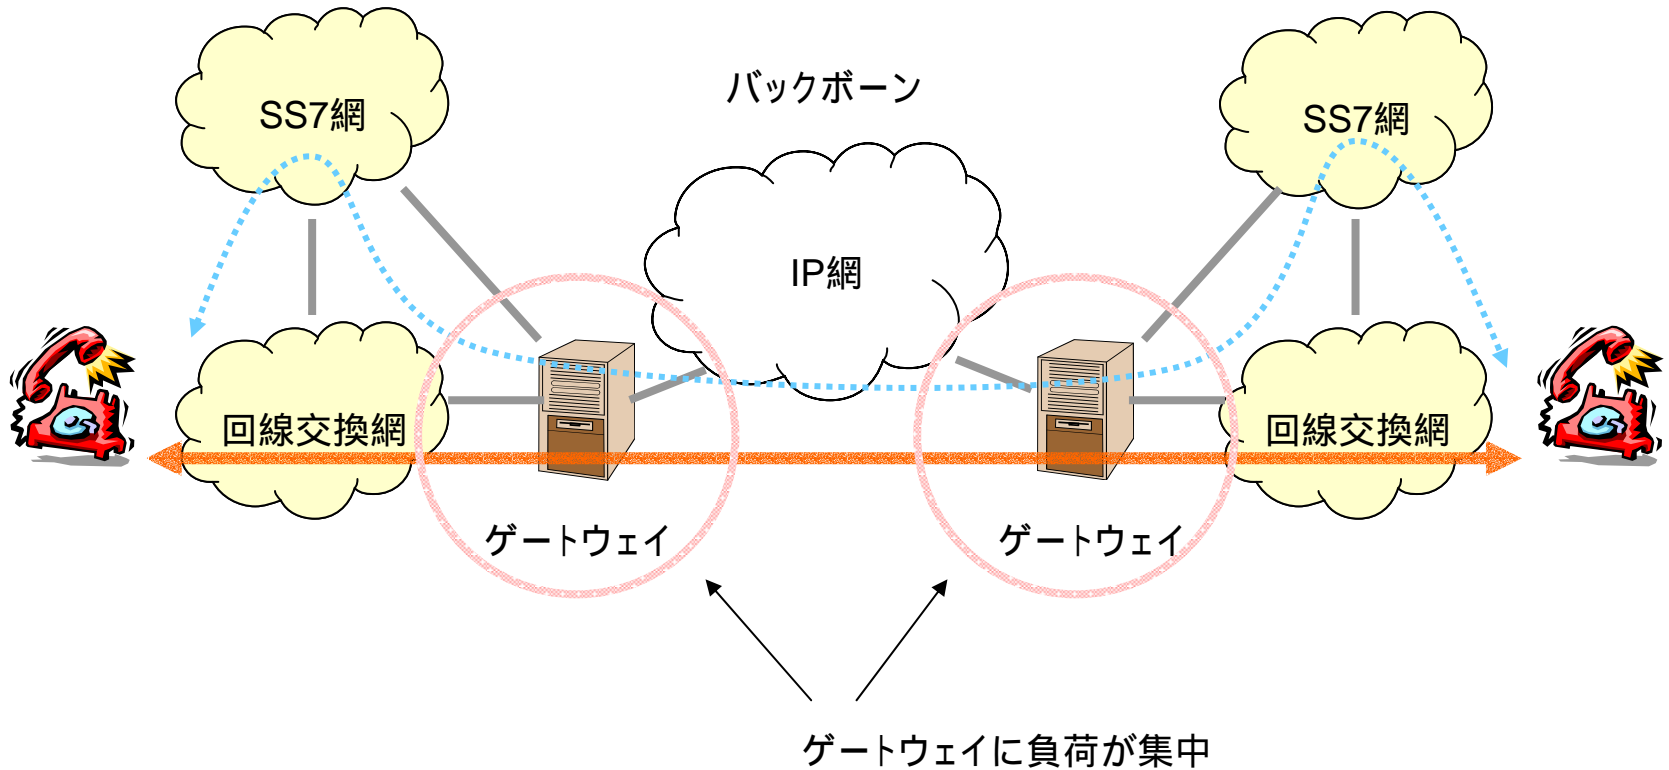 バックボーン
SS7網
SS7網
IP網
回線交換網
回線交換網
ゲートウェイ
ゲートウェイ
ゲートウェイに負荷が集中